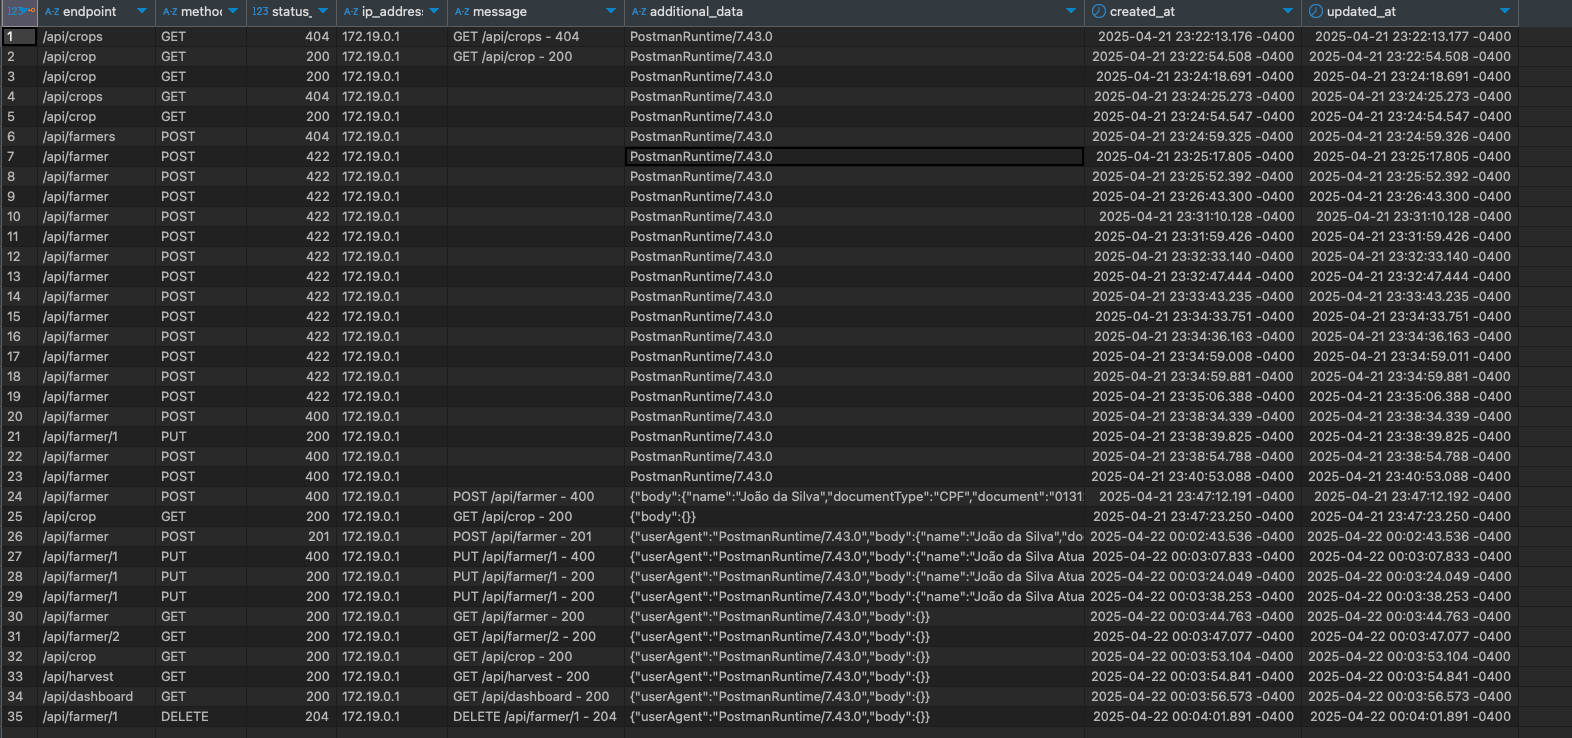 123 A-Z endpoint A-Z method 123 status_ A-Z ip_address A-Z message A-Z additional_data created_at updated_at
1 /api/crops GET 404 172.19.0.1 GET /api/crops - 404 PostmanRuntime/7.43.0 2025-04-21 23:22:13.176 -0400 2025-04-21 23:22:13.177 -0400
2 /api/crop GET 200 172.19.0.1 GET /api/crop - 200 PostmanRuntime/7.43.0 2025-04-21 23:22:54.508 -0400 2025-04-21 23:22:54.508 -0400
3 /api/crop GET 200 172.19.0.1 PostmanRuntime/7.43.0 2025-04-21 23:24:18.691 -0400 2025-04-21 23:24:18.691 -0400
4 /api/crops GET 404 172.19.0.1 PostmanRuntime/7.43.0 2025-04-21 23:24:25.273 -0400 2025-04-21 23:24:25.273 -0400
5 /api/crop GET 200 172.19.0.1 PostmanRuntime/7.43.0 2025-04-21 23:24:54.547 -0400 2025-04-21 23:24:54.547 -0400
6 /api/farmers POST 404 172.19.0.1 PostmanRuntime/7.43.0 2025-04-21 23:24:59.325 -0400 2025-04-21 23:24:59.326 -0400
7 /api/farmer POST 422 172.19.0.1 PostmanRuntime/7.43.0 2025-04-21 23:25:17.805 -0400 2025-04-21 23:25:17.805 -0400
8 /api/farmer POST 422 172.19.0.1 PostmanRuntime/7.43.0 2025-04-21 23:25:52.392 -0400 2025-04-21 23:25:52.392 -0400
9 /api/farmer POST 422 172.19.0.1 PostmanRuntime/7.43.0 2025-04-21 23:26:43.300 -0400 2025-04-21 23:26:43.300 -0400
10 /api/farmer POST 422 172.19.0.1 PostmanRuntime/7.43.0 2025-04-21 23:31:10.128 -0400 2025-04-21 23:31:10.128 -0400
11 /api/farmer POST 422 172.19.0.1 PostmanRuntime/7.43.0 2025-04-21 23:31:59.426 -0400 2025-04-21 23:31:59.426 -0400
12 /api/farmer POST 422 172.19.0.1 PostmanRuntime/7.43.0 2025-04-21 23:32:33.140 -0400 2025-04-21 23:32:33.140 -0400
13 /api/farmer POST 422 172.19.0.1 PostmanRuntime/7.43.0 2025-04-21 23:32:47.444 -0400 2025-04-21 23:32:47.444 -0400
14 /api/farmer POST 422 172.19.0.1 PostmanRuntime/7.43.0 2025-04-21 23:33:43.235 -0400 2025-04-21 23:33:43.235 -0400
15 /api/farmer POST 422 172.19.0.1 PostmanRuntime/7.43.0 2025-04-21 23:34:33.751 -0400 2025-04-21 23:34:33.751 -0400
16 /api/farmer POST 422 172.19.0.1 PostmanRuntime/7.43.0 2025-04-21 23:34:36.163 -0400 2025-04-21 23:34:36.163 -0400
17 /api/farmer POST 422 172.19.0.1 PostmanRuntime/7.43.0 2025-04-21 23:34:59.008 -0400 2025-04-21 23:34:59.011 -0400
18 /api/farmer POST 422 172.19.0.1 PostmanRuntime/7.43.0 2025-04-21 23:34:59.881 -0400 2025-04-21 23:34:59.881 -0400
19 /api/farmer POST 422 172.19.0.1 PostmanRuntime/7.43.0 2025-04-21 23:35:06.388 -0400 2025-04-21 23:35:06.388 -0400
20 /api/farmer POST 400 172.19.0.1 PostmanRuntime/7.43.0 2025-04-21 23:38:34.339 -0400 2025-04-21 23:38:34.339 -0400
21 /api/farmer/1 PUT 200 172.19.0.1 PostmanRuntime/7.43.0 2025-04-21 23:38:39.825 -0400 2025-04-21 23:38:39.825 -0400
22 /api/farmer POST 400 172.19.0.1 PostmanRuntime/7.43.0 2025-04-21 23:38:54.788 -0400 2025-04-21 23:38:54.788 -0400
23 /api/farmer POST 400 172.19.0.1 PostmanRuntime/7.43.0 2025-04-21 23:40:53.088 -0400 2025-04-21 23:40:53.088 -0400
24 /api/farmer POST 400 172.19.0.1 POST /api/farmer - 400 {"body":{"name":"João da Silva","documentType":"CPF","document":"0131 2025-04-21 23:47:12.191 -0400 2025-04-21 23:47:12.192 -0400
25 /api/crop GET 200 172.19.0.1 GET /api/crop - 200 {"body":{}} 2025-04-21 23:47:23.250 -0400 2025-04-21 23:47:23.250 -0400
26 /api/farmer POST 201 172.19.0.1 POST /api/farmer - 201 {"userAgent":"PostmanRuntime/7.43.0","body":{"name":"João da Silva","do 2025-04-22 00:02:43.536 -0400 2025-04-22 00:02:43.536 -0400
27 /api/farmer/1 PUT 400 172.19.0.1 PUT /api/farmer/1 - 400 {"userAgent":"PostmanRuntime/7.43.0","body":{"name":"João da Silva Atua 2025-04-22 00:03:07.833 -0400 2025-04-22 00:03:07.833 -0400
28 /api/farmer/1 PUT 200 172.19.0.1 PUT /api/farmer/1 - 200 {"userAgent":"PostmanRuntime/7.43.0","body":{"name":"João da Silva Atua 2025-04-22 00:03:24.049 -0400 2025-04-22 00:03:24.049 -0400
29 /api/farmer/1 PUT 200 172.19.0.1 PUT /api/farmer/1 - 200 {"userAgent":"PostmanRuntime/7.43.0","body":{"name":"João da Silva Atua 2025-04-22 00:03:38.253 -0400 2025-04-22 00:03:38.253 -0400
30 /api/farmer GET 200 172.19.0.1 GET /api/farmer - 200 {"userAgent":"PostmanRuntime/7.43.0","body":{}} 2025-04-22 00:03:44.763 -0400 2025-04-22 00:03:44.763 -0400
31 /api/farmer/2 GET 200 172.19.0.1 GET /api/farmer/2 - 200 {"userAgent":"PostmanRuntime/7.43.0","body":{}} 2025-04-22 00:03:47.077 -0400 2025-04-22 00:03:47.077 -0400
32 /api/crop GET 200 172.19.0.1 GET /api/crop - 200 {"userAgent":"PostmanRuntime/7.43.0","body":{}} 2025-04-22 00:03:53.104 -0400 2025-04-22 00:03:53.104 -0400
33 /api/harvest GET 200 172.19.0.1 GET /api/harvest - 200 {"userAgent":"PostmanRuntime/7.43.0","body":{}} 2025-04-22 00:03:54.841 -0400 2025-04-22 00:03:54.841 -0400
34 /api/dashboard GET 200 172.19.0.1 GET /api/dashboard - 200 {"userAgent":"PostmanRuntime/7.43.0","body":{}} 2025-04-22 00:03:56.573 -0400 2025-04-22 00:03:56.573 -0400
35 /api/farmer/1 DELETE 204 172.19.0.1 DELETE /api/farmer/1 - 204 {"userAgent":"PostmanRuntime/7.43.0","body":{}} 2025-04-22 00:04:01.891 -0400 2025-04-22 00:04:01.891 -0400